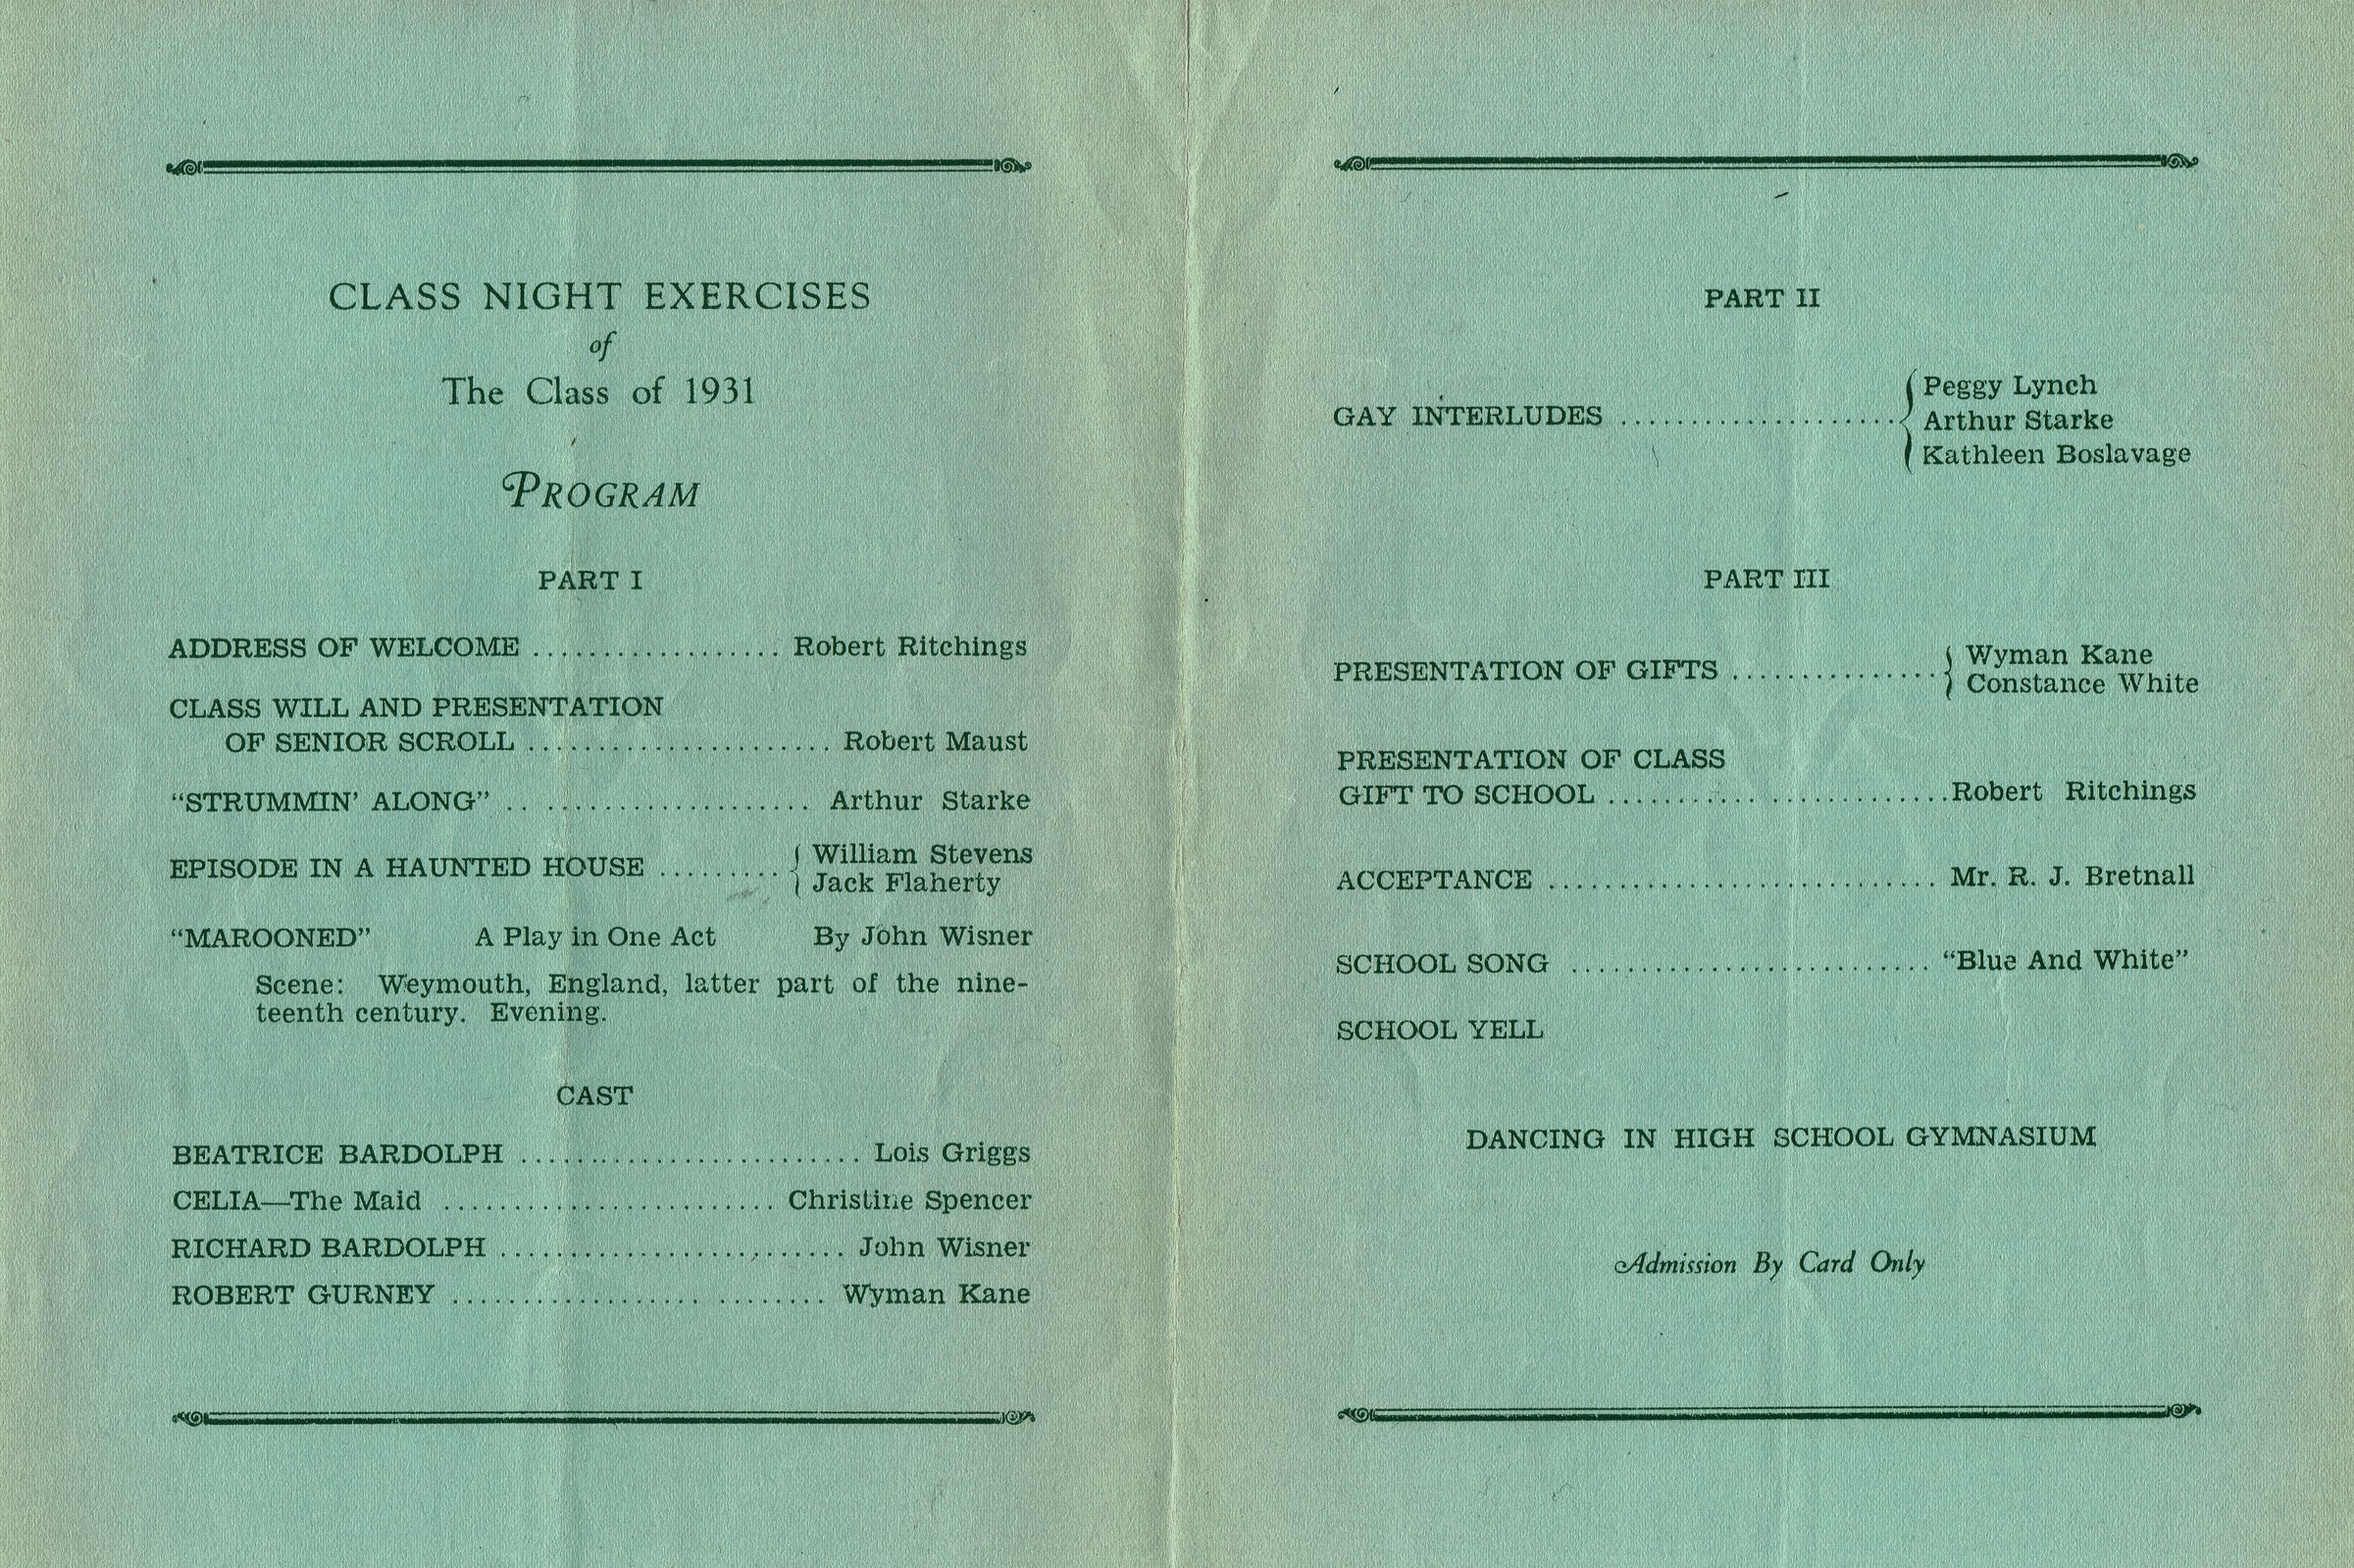 CLASS NIGHT EXERCISES
of
The Class of 1931
PROGRAM
PART I
ADDRESS OF WELCOME .................. Robert Ritchings
CLASS WILL AND PRESENTATION
OF SENIOR SCROLL ...................... Robert Maust
“STRUMMIN’ ALONG” .. ................... Arthur Starke
EPISODE IN A HAUNTED HOUSE ......... { William Stevens
Jack Flaherty
“MAROONED” A Play in One Act By John Wisner
Scene: Weymouth, England, latter part of the nine-
teenth century. Evening.
CAST
BEATRICE BARDOLPH ........................ Lois Griggs
CELIA—The Maid ........................ Christine Spencer
RICHARD BARDOLPH ......................... John Wisner
ROBERT GURNEY .................. ........ Wyman Kane
PART II
Peggy Lynch
GAY INTERLUDES .................... { Arthur Starke
Kathleen Boslavage
PART III
PRESENTATION OF GIFTS ............... { Wyman Kane
Constance White
PRESENTATION OF CLASS
GIFT TO SCHOOL ........... ............. Robert Ritchings
ACCEPTANCE ............................ Mr. R. J. Bretnall
SCHOOL SONG .......................... “Blue And White”
SCHOOL YELL
DANCING IN HIGH SCHOOL GYMNASIUM
Admission By Card Only